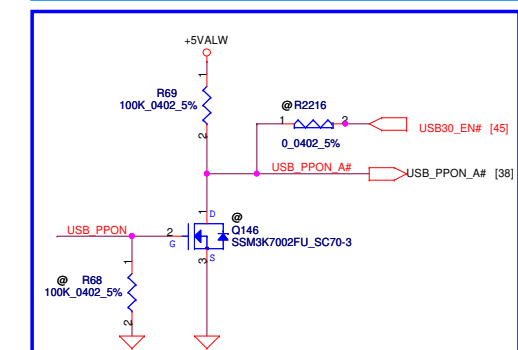 +5VALW
1
R69
100K_0402_5%
2
@ R2216
1
2
0_0402_5%
USB30_EN# [45]
USB_PPON_A#
USB_PPON_A# [38]
1
D
@
Q146
SSM3K7002FU_SC70-3
USB_PPON
2
G
3
S
1
@ R68
100K_0402_5%
2